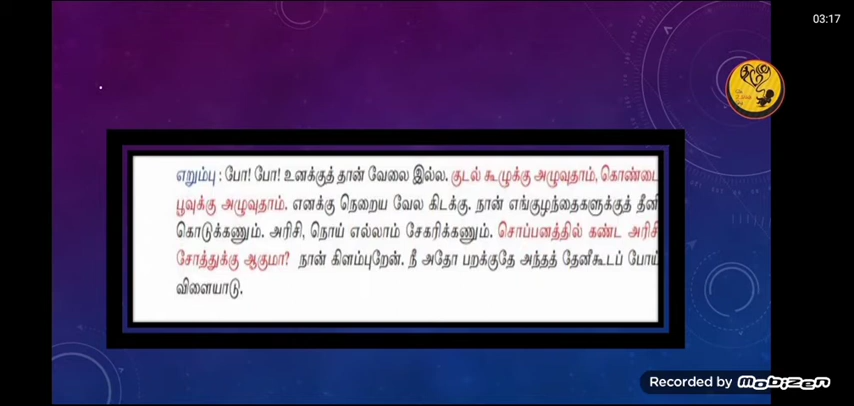 03:17
எறும்பு : போ! போ! உனக்குத் தான் வேலை இல்ல. குடல் கூழுக்கு அழுவுதாம், கொண்டை
பூவுக்கு அழுவுதாம். எனக்கு நெறைய வேல கிடக்கு. நான் எங்குழந்தைகளுக்குத் தீனி
கொடுக்கணும். அரிசி, நொய் எல்லாம் சேகரிக்கணும். சொப்பனத்தில் கண்ட அரிசி
சோத்துக்கு ஆகுமா? நான் கிளம்புறேன். நீ அதோ பறக்குதே அந்தத் தேனீகூடப் போய்
விளையாடு.
Recorded by mobizen